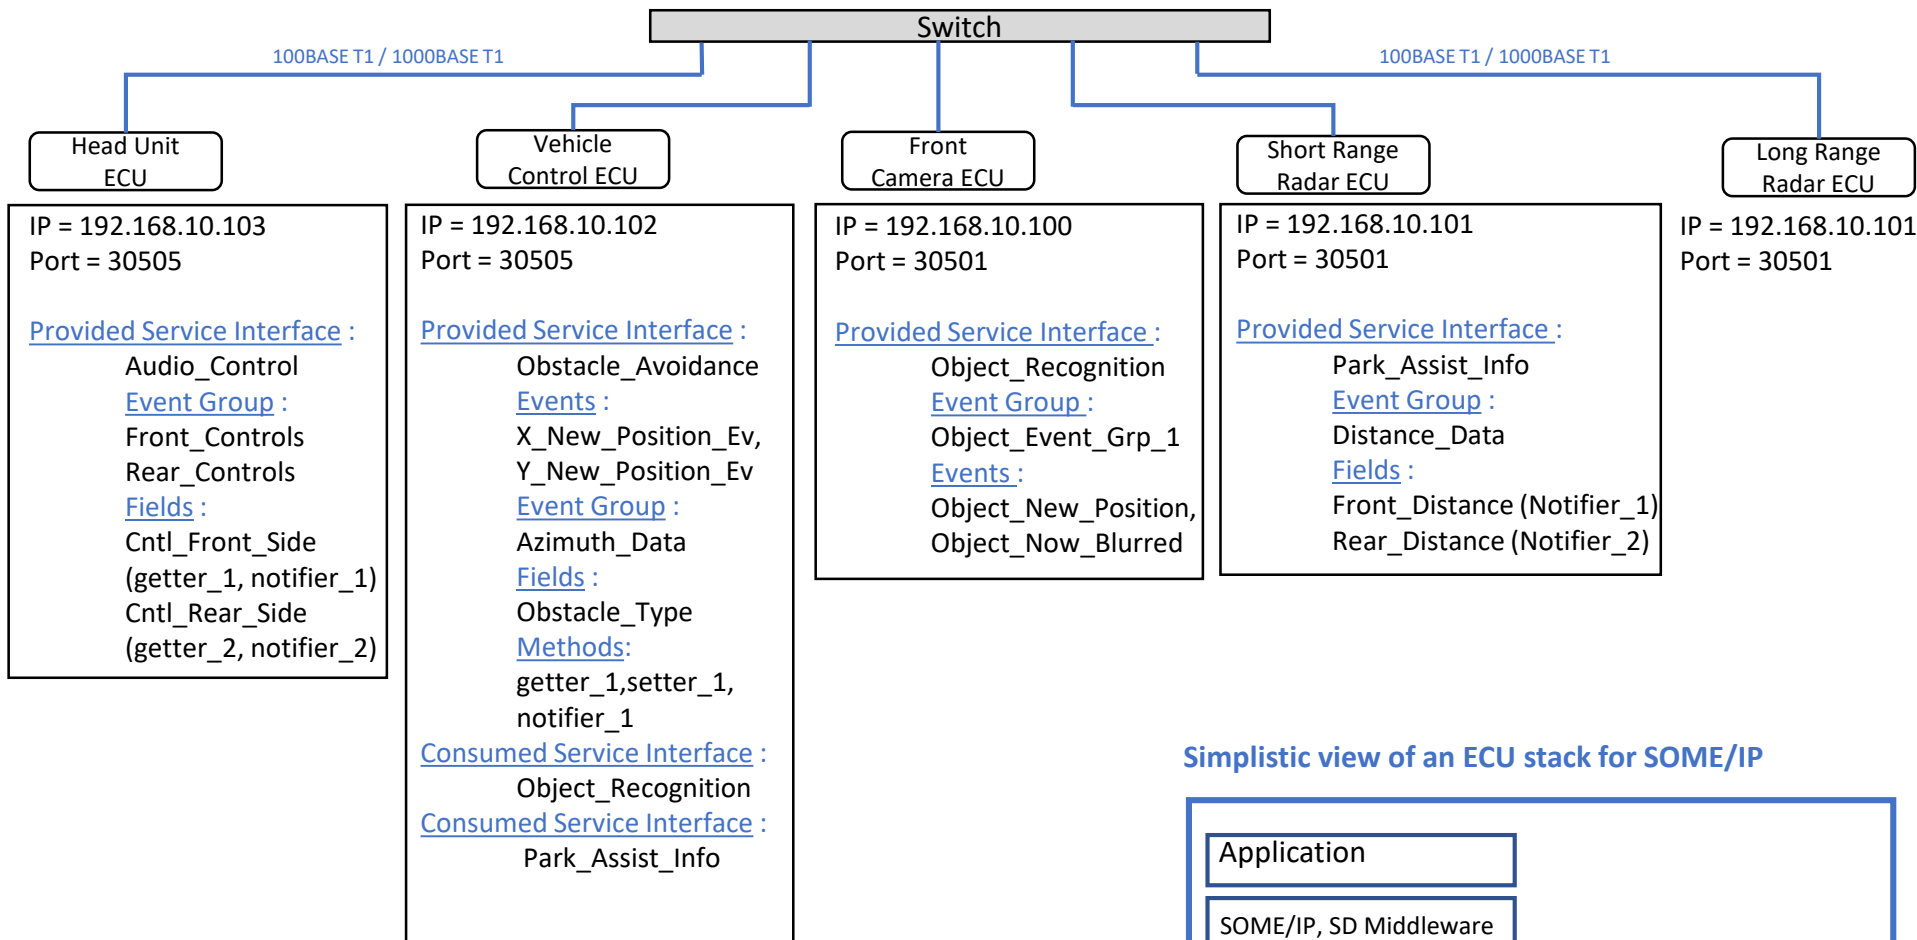 Switch
100BASE T1 / 1000BASE T1
100BASE T1 / 1000BASE T1
Head Unit
ECU
IP = 192.168.10.103
Port = 30505
Provided Service Interface :
Audio_Control
Event Group :
Front_Controls
Rear_Controls
Fields :
Cntl_Front_Side
(getter_1, notifier_1)
Cntl_Rear_Side
(getter_2, notifier_2)
Vehicle
Control ECU
IP = 192.168.10.102
Port = 30505
Provided Service Interface :
Obstacle_Avoidance
Events :
X_New_Position_Ev,
Y_New_Position_Ev
Event Group :
Azimuth_Data
Fields :
Obstacle_Type
Methods:
getter_1,setter_1,
notifier_1
Consumed Service Interface :
Object_Recognition
Consumed Service Interface :
Park_Assist_Info
Front
Camera ECU
IP = 192.168.10.100
Port = 30501
Provided Service Interface :
Object_Recognition
Event Group :
Object_Event_Grp_1
Events :
Object_New_Position,
Object_Now_Blurred
Short Range
Radar ECU
IP = 192.168.10.101
Port = 30501
Provided Service Interface :
Park_Assist_Info
Event Group :
Distance_Data
Fields :
Front_Distance (Notifier_1)
Rear_Distance (Notifier_2)
Long Range
Radar ECU
IP = 192.168.10.101
Port = 30501
Simplistic view of an ECU stack for SOME/IP
Application
SOME/IP, SD Middleware